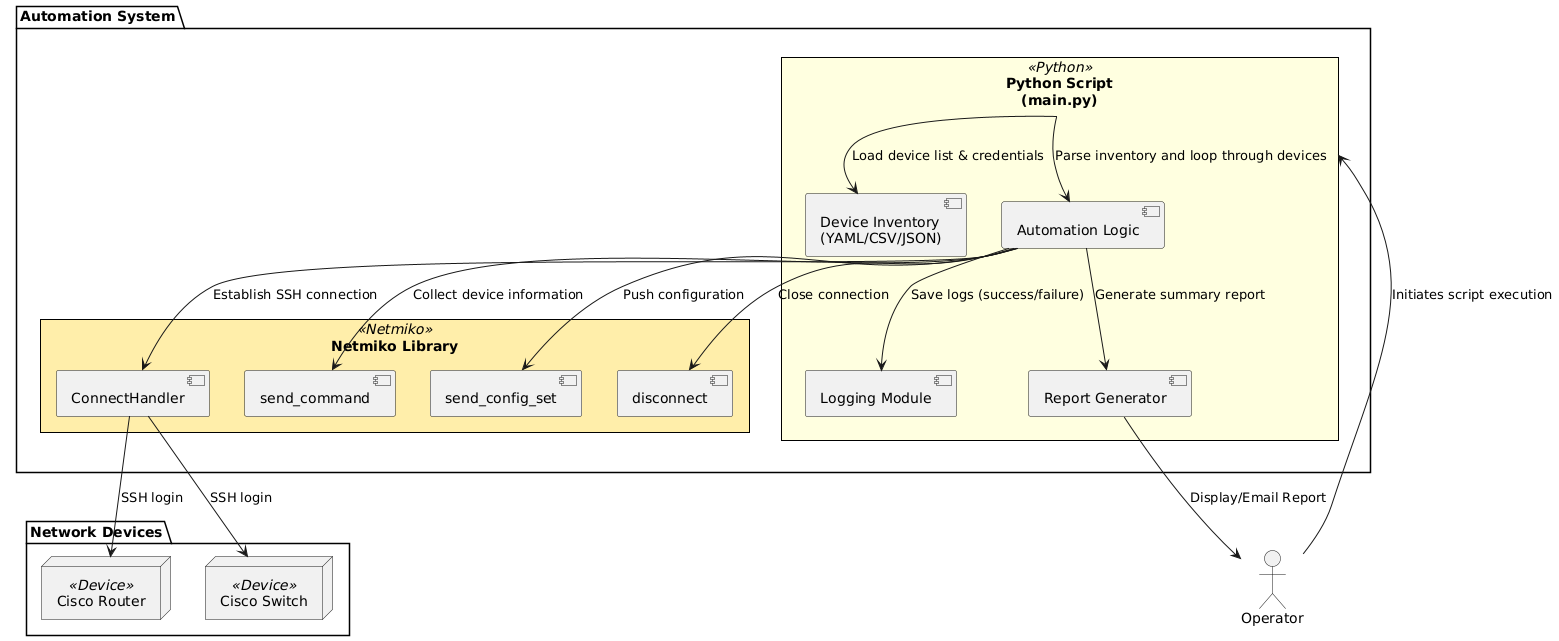 Automation System
«Python»
Python Script
(main.py)
Load device list & credentials
Parse inventory and loop through devices
Device Inventory
(YAML/CSV/JSON)
Automation Logic
Establish SSH connection
Collect device information
Push configuration
Close connection
Save logs (success/failure)
Generate summary report
Initiates script execution
«Netmiko»
Netmiko Library
ConnectHandler
send_command
send_config_set
disconnect
Logging Module
Report Generator
SSH login
SSH login
Display/Email Report
Network Devices
«Device»
Cisco Router
«Device»
Cisco Switch
Operator